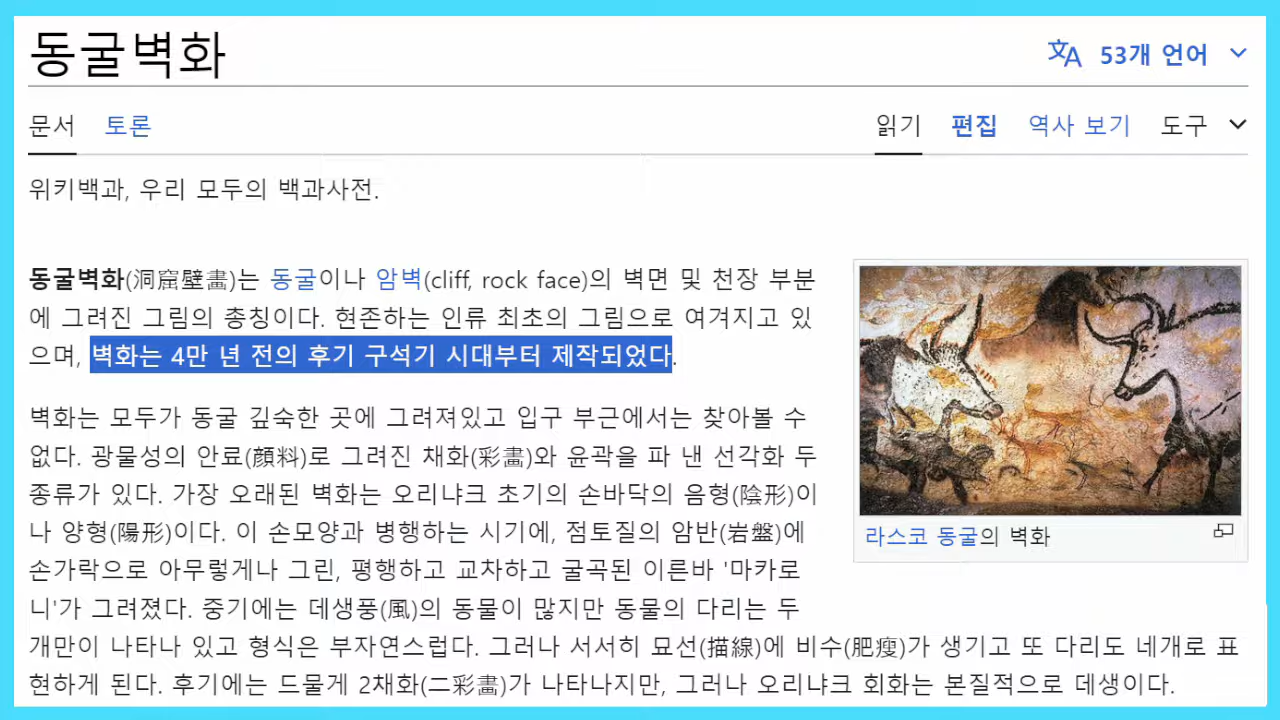 동굴벽화
53개 언어
문서 토론 읽기 편집 역사 보기 도구
위키백과, 우리 모두의 백과사전.
동굴벽화(洞窟壁畫)는 동굴이나 암벽(cliff, rock face)의 벽면 및 천장 부분
에 그려진 그림의 총칭이다. 현존하는 인류 최초의 그림으로 여겨지고 있
으며, 벽화는 4만 년 전의 후기 구석기 시대부터 제작되었다.
벽화는 모두가 동굴 깊숙한 곳에 그려져있고 입구 부근에서는 찾아볼 수
없다. 광물성의 안료(顔料)로 그려진 채화(彩畵)와 윤곽을 파 낸 선각화 두
종류가 있다. 가장 오래된 벽화는 오리냐크 초기의 손바닥의 음형(陰形)이
나 양형(陽形)이다. 이 손모양과 병행하는 시기에, 점토질의 암반(岩盤)에
손가락으로 아무렇게나 그린, 평행하고 교차하고 굴곡된 이른바 '마카로
니'가 그려졌다. 중기에는 데생풍(風)의 동물이 많지만 동물의 다리는 두
개만이 나타나 있고 형식은 부자연스럽다. 그러나 서서히 묘선(描線)에 비수(肥瘦)가 생기고 또 다리도 네개로 표
현하게 된다. 후기에는 드물게 2채화(二彩畵)가 나타나지만, 그러나 오리냐크 회화는 본질적으로 데생이다.
라스코 동굴의 벽화